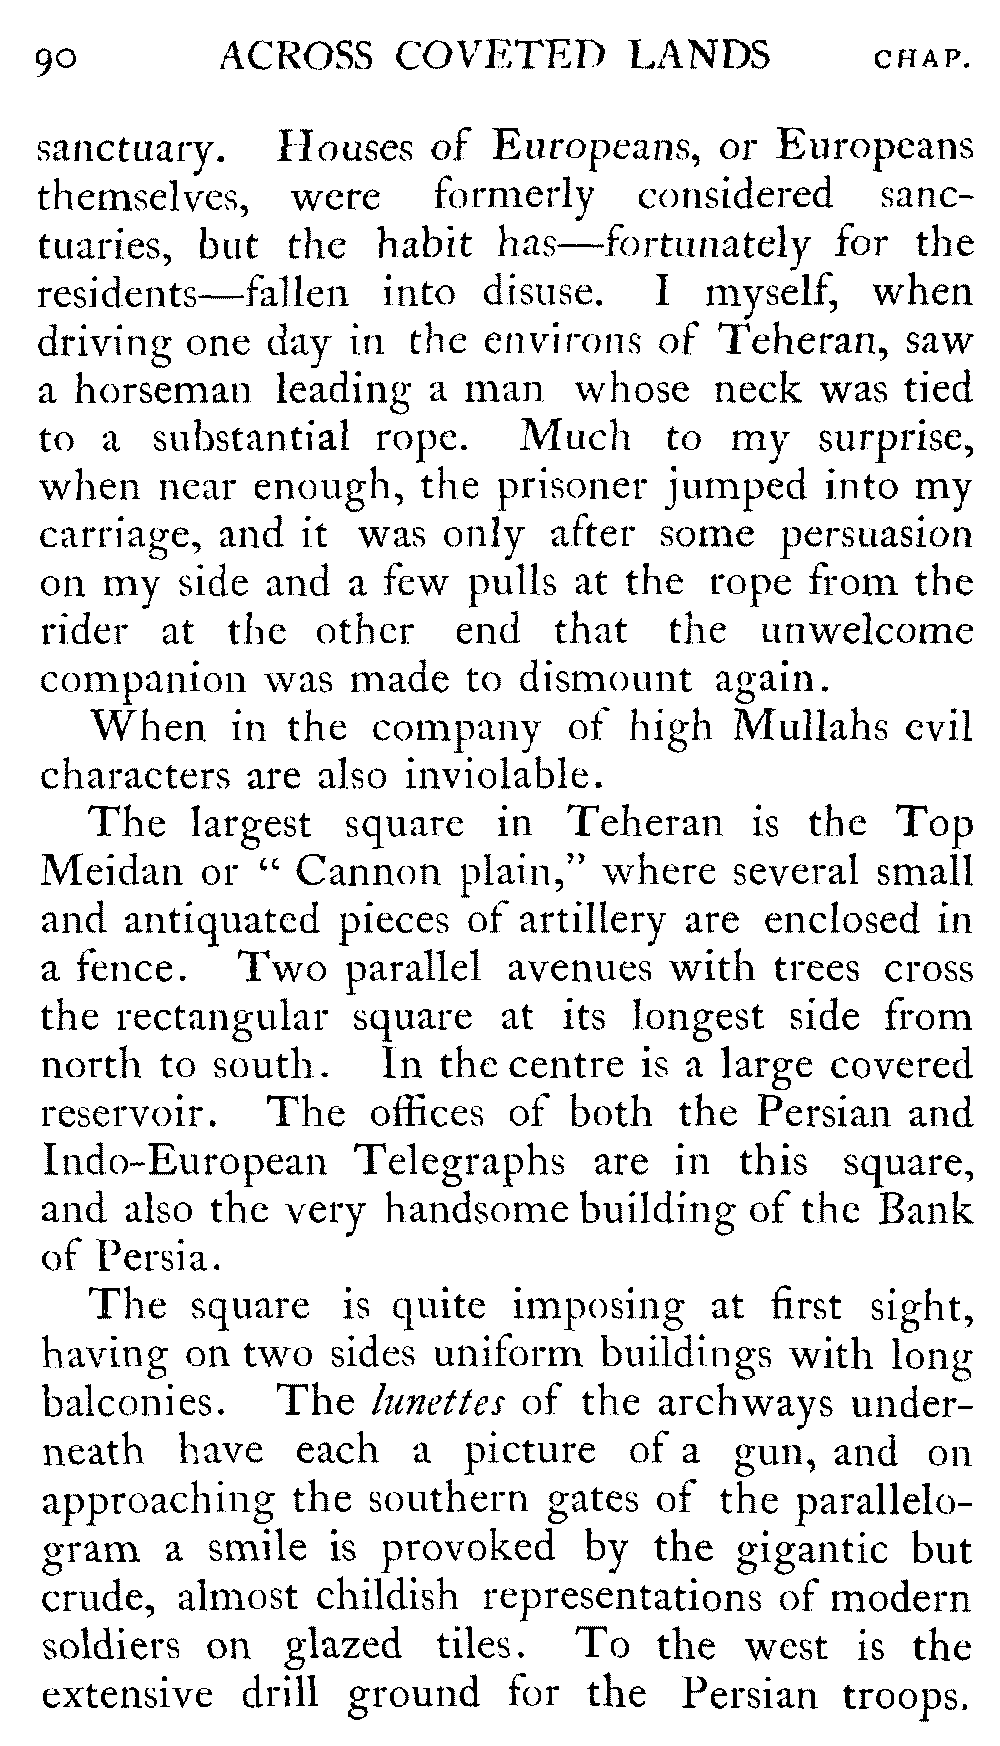 90 ACROSS COVETED LANDS CHAP.
sanctuary. Houses of Europeans, or Europeans
themselves, were formerly considered sanc-
tuaries, but the habit has—fortunately for the
residents—fallen into disuse. I myself, when
driving one day in the environs of Teheran, saw
a horseman leading a man whose neck was tied
to a substantial rope. Much to my surprise,
when near enough, the prisoner jumped into my
carriage, and it was only after some persuasion
on my side and a few pulls at the rope from the
rider at the other end that the unwelcome
companion was made to dismount again.
When in the company of high Mullahs evil
characters are also inviolable.
The largest square in Teheran is the Top
Meidan or “ Cannon plain,” where several small
and antiquated pieces of artillery are enclosed in
a fence. Two parallel avenues with trees cross
the rectangular square at its longest side from
north to south. In the centre is a large covered
reservoir. The offices of both the Persian and
Indo-European Telegraphs are in this square,
and also the very handsome building of the Bank
of Persia.
The square is quite imposing at first sight,
having on two sides uniform buildings with long
balconies. The lunettes of the archways under-
neath have each a picture of a gun, and on
approaching the southern gates of the parallelo-
gram a smile is provoked by the gigantic but
crude, almost childish representations of modern
soldiers on glazed tiles. To the west is the
extensive drill ground for the Persian troops.